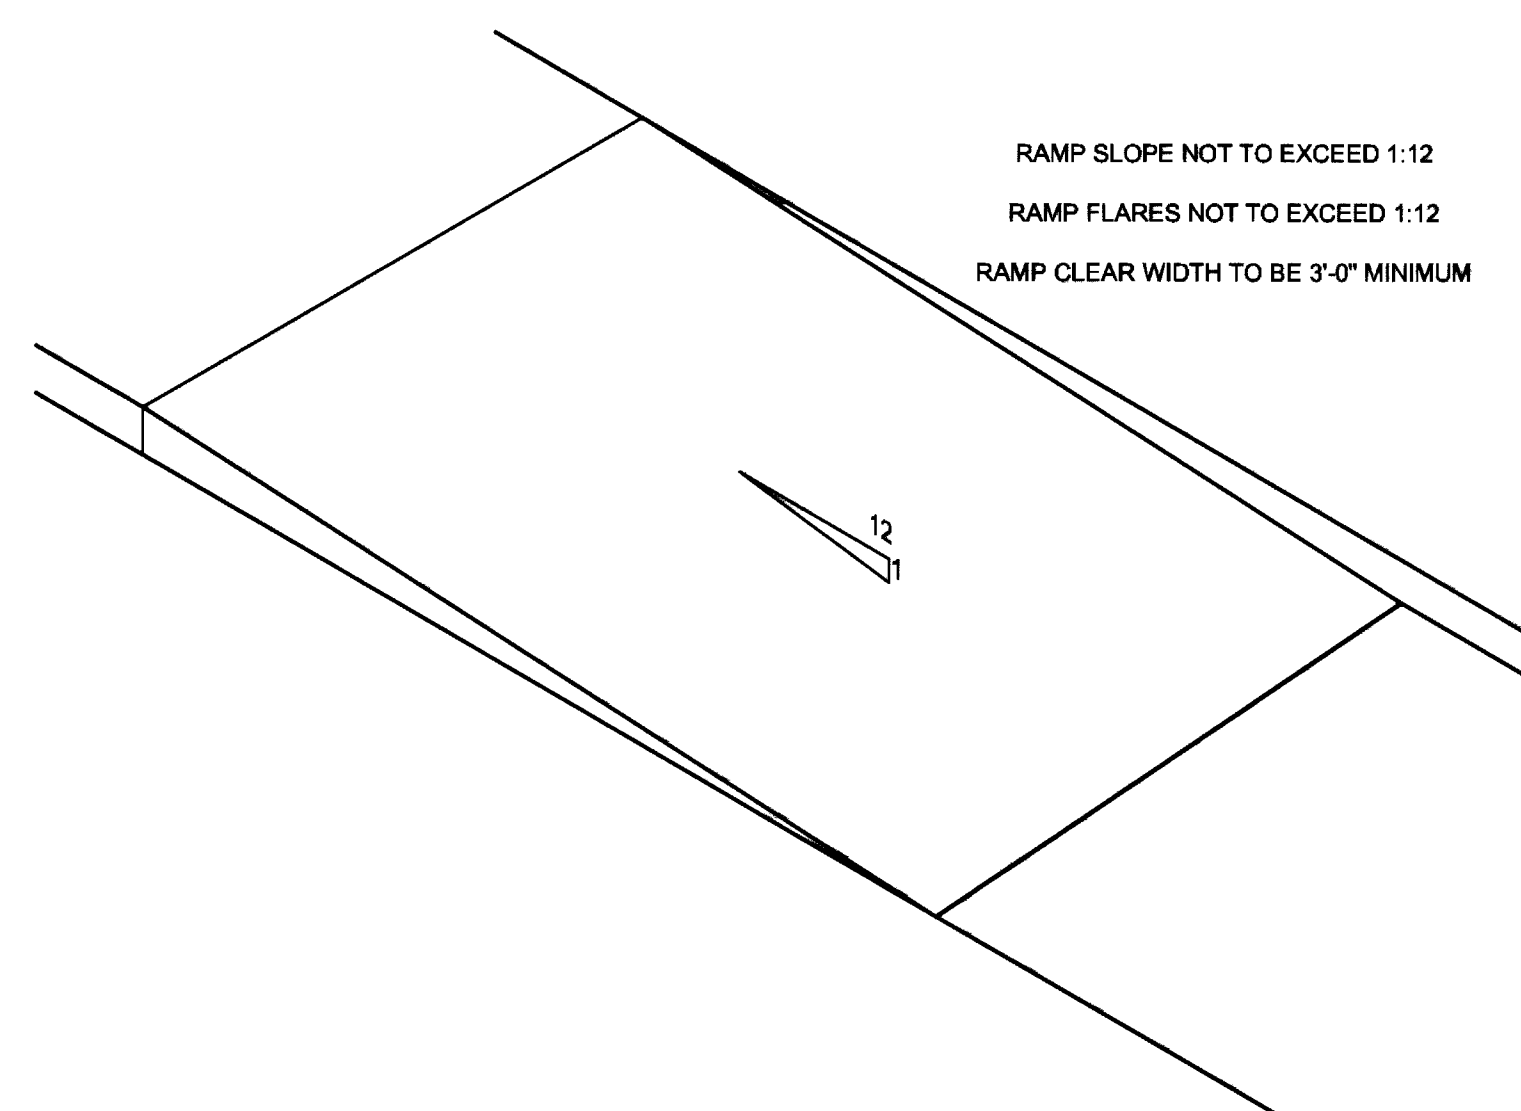 RAMP SLOPE NOT TO EXCEED 1:12
RAMP FLARES NOT TO EXCEED 1:12
RAMP CLEAR WIDTH TO BE 3'-0" MINIMUM
12
1